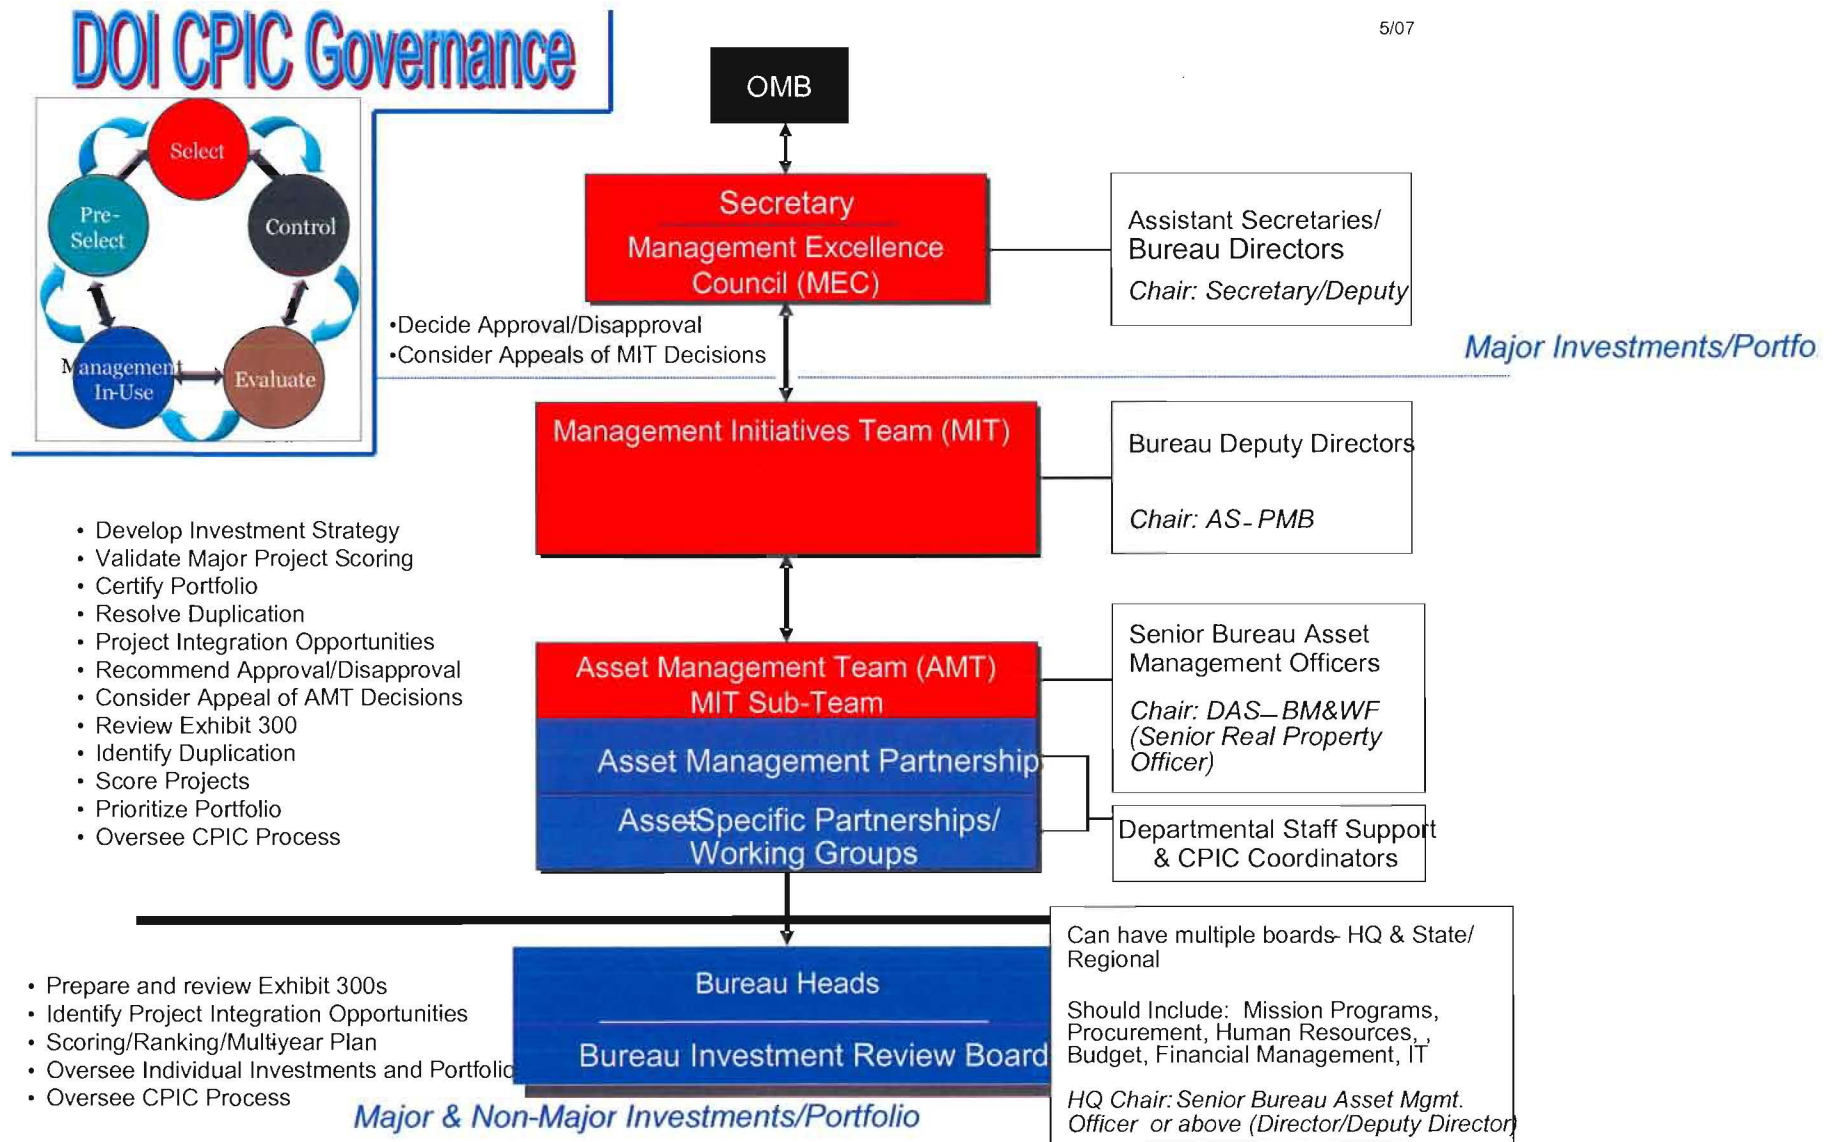 DOI CPIC Governance
5/07
OMB
Select
Pre-
Select
Control
Management
In-Use
Evaluate
Secretary
Management Excellence
Council (MEC)
Assistant Secretaries/
Bureau Directors
Chair: Secretary/Deputy
•Decide Approval/Disapproval
•Consider Appeals of MIT Decisions
Major Investments/Portfo
Management Initiatives Team (MIT)
Bureau Deputy Directors
Chair: AS-PMB
• Develop Investment Strategy
• Validate Major Project Scoring
• Certify Portfolio
• Resolve Duplication
• Project Integration Opportunities
• Recommend Approval/Disapproval
• Consider Appeal of AMT Decisions
• Review Exhibit 300
• Identify Duplication
• Score Projects
• Prioritize Portfolio
• Oversee CPIC Process
Asset Management Team (AMT)
MIT Sub-Team
Asset Management Partnership
Asset-Specific Partnerships/
Working Groups
Senior Bureau Asset
Management Officers
Chair: DAS–BM&WF
(Senior Real Property
Officer)
Departmental Staff Support
& CPIC Coordinators
• Prepare and review Exhibit 300s
• Identify Project Integration Opportunities
• Scoring/Ranking/Multi-year Plan
• Oversee Individual Investments and Portfolio
• Oversee CPIC Process
Bureau Heads
Bureau Investment Review Board
Can have multiple boards- HQ & State/
Regional
Should Include: Mission Programs,
Procurement, Human Resources, ,
Budget, Financial Management, IT
HQ Chair: Senior Bureau Asset Mgmt.
Officer or above (Director/Deputy Director)
Major & Non-Major Investments/Portfolio